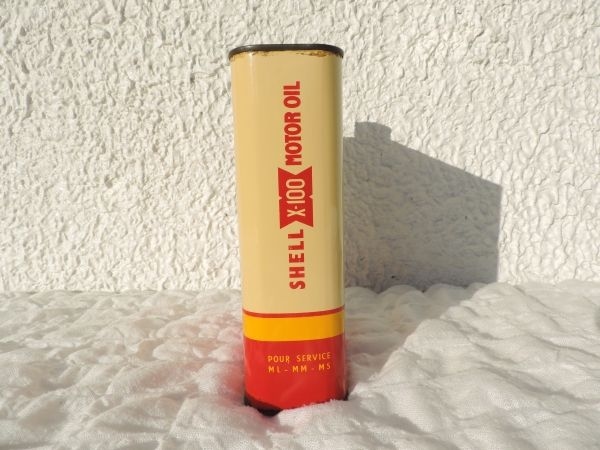 SHELL X-100 MOTOR OIL
POUR SERVICE
ML - MM - MS